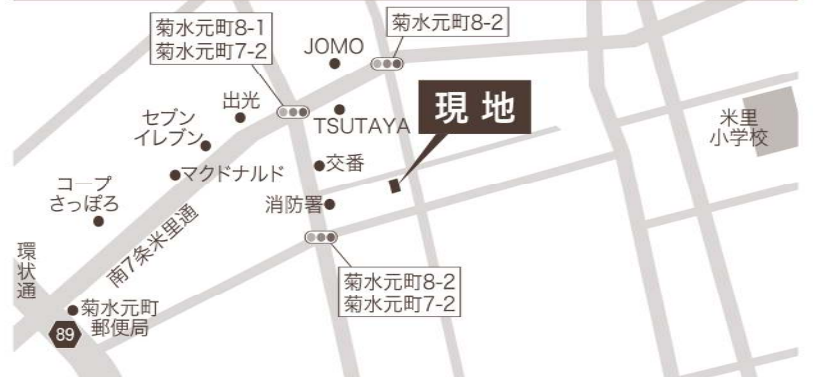 菊水元町8-1
菊水元町7-2
菊水元町8-2
JOMO
出光
TSUTAYA
現地
セブン
イレブン
マクドナルド
交番
米里
小学校
コープ
さっぽろ
消防署
南7条米里通
環状通
菊水元町8-2
菊水元町7-2
菊水元町
郵便局
89